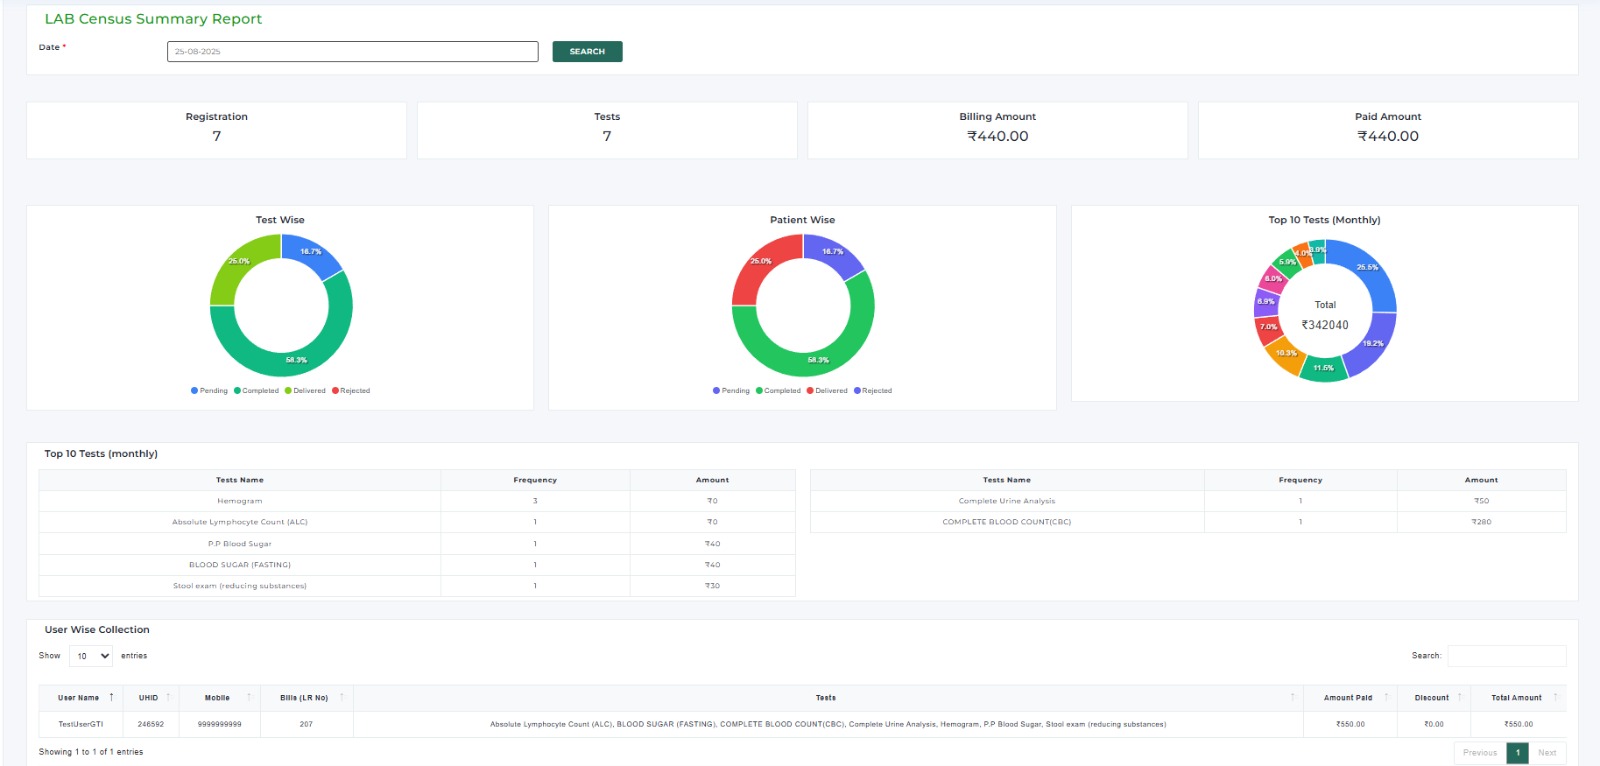 LAB Census Summary Report
Date *
25-08-2025
SEARCH
Registration
7
Tests
7
Billing Amount
₹440.00
Paid Amount
₹440.00
Test Wise
16.7%
25.0%
58.3%
Pending Completed Delivered Rejected
Patient Wise
16.7%
25.0%
58.3%
Pending Completed Delivered Rejected
Top 10 Tests (Monthly)
3.9%
4.0%
5.9%
6.0%
6.9%
7.0%
10.3%
11.5%
19.2%
25.5%
Total
₹342040
Top 10 Tests (monthly)
Tests Name Frequency Amount
Hemogram 3 ₹0
Absolute Lymphocyte Count (ALC) 1 ₹0
P.P Blood Sugar 1 ₹40
BLOOD SUGAR (FASTING) 1 ₹40
Stool exam (reducing substances) 1 ₹30
Tests Name Frequency Amount
Complete Urine Analysis 1 ₹50
COMPLETE BLOOD COUNT(CBC) 1 ₹280
User Wise Collection
Show 10 entries
Search:
User Name UHID Mobile Bills (LR No) Tests Amount Paid Discount Total Amount
TestUserGTI 246592 9999999999 207 Absolute Lymphocyte Count (ALC), BLOOD SUGAR (FASTING), COMPLETE BLOOD COUNT(CBC), Complete Urine Analysis, Hemogram, P.P Blood Sugar, Stool exam (reducing substances) ₹550.00 ₹0.00 ₹550.00
Showing 1 to 1 of 1 entries
Previous 1 Next